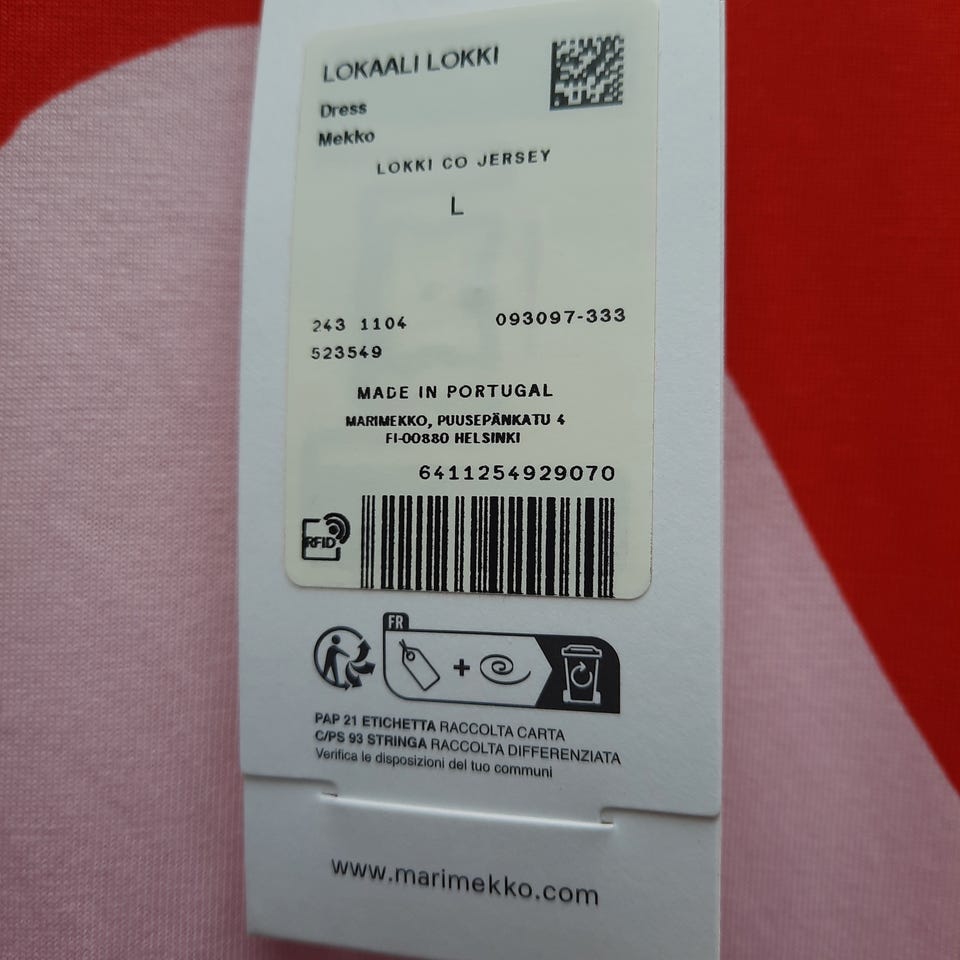 LOKAALI LOKKI
Dress
Mekko
LOKKI CO JERSEY
L
243 1104
093097-333
523549
MADE IN PORTUGAL
MARIMEKKO, PUUSEPÄNKATU 4
FI-00880 HELSINKI
6411254929070
RFID
FR
PAP 21 ETICHETTA RACCOLTA CARTA
C/PS 93 STRINGA RACCOLTA DIFFERENZIATA
Verifica le disposizioni del tuo communi
www.marimekko.com